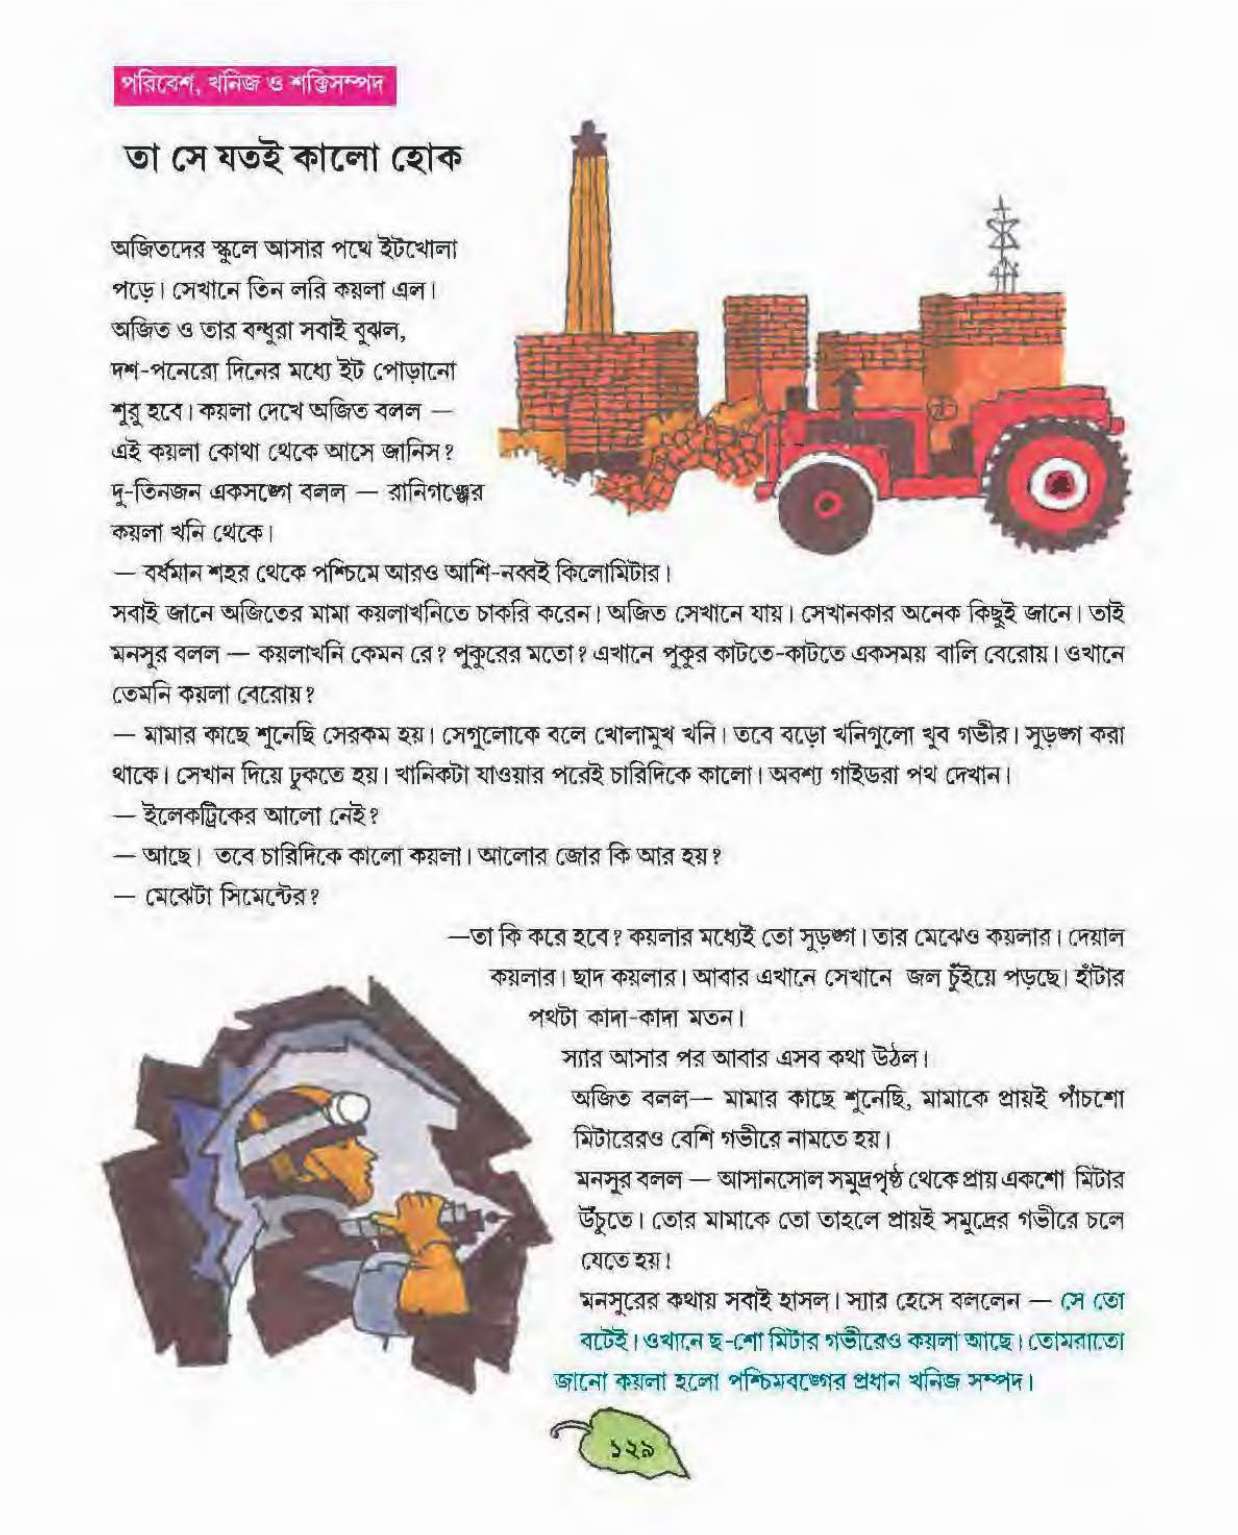 পরিবেশ, খনিজ ও শক্তিসম্পদ
তা সে যতই কালো হোক
অজিতদের স্কুলে আসার পথে ইটখোলা
পড়ে। সেখানে তিন লরি কয়লা এল।
অজিত ও তার বন্ধুরা সবাই বুঝল,
দশ-পনেরো দিনের মধ্যে ইট পোড়ানো
শুরু হবে। কয়লা দেখে অজিত বলল —
এই কয়লা কোথা থেকে আসে জানিস?
দু-তিনজন একসঙ্গে বলল — রানিগঞ্জের
কয়লা খনি থেকে।
— বর্ধমান শহর থেকে পশ্চিমে আরও আশি-নব্বই কিলোমিটার।
সবাই জানে অজিতের মামা কয়লাখনিতে চাকরি করেন। অজিত সেখানে যায়। সেখানকার অনেক কিছুই জানে। তাই
মনসুর বলল — কয়লাখনি কেমন রে? পুকুরের মতো? এখানে পুকুর কাটতে-কাটতে একসময় বালি বেরোয়। ওখানে
তেমনি কয়লা বেরোয়?
— মামার কাছে শুনেছি সেরকম হয়। সেগুলোকে বলে খোলামুখ খনি। তবে বড়ো খনিগুলো খুব গভীর। সুড়ঙ্গ করা
থাকে। সেখান দিয়ে ঢুকতে হয়। খানিকটা যাওয়ার পরেই চারিদিকে কালো। অবশ্য গাইডরা পথ দেখান।
— ইলেকট্রিকের আলো নেই?
— আছে। তবে চারিদিকে কালো কয়লা। আলোর জোর কি আর হয়?
— মেঝেটা সিমেন্টের?
—তা কি করে হবে? কয়লার মধ্যেই তো সুড়ঙ্গ। তার মেঝেও কয়লার। দেয়াল
কয়লার। ছাদ কয়লার। আবার এখানে সেখানে জল চুঁইয়ে পড়ছে। হাঁটার
পথটা কাদা-কাদা মতন।
স্যার আসার পর আবার এসব কথা উঠল।
অজিত বলল— মামার কাছে শুনেছি, মামাকে প্রায়ই পাঁচশো
মিটারেরও বেশি গভীরে নামতে হয়।
মনসুর বলল — আসানসোল সমুদ্রপৃষ্ঠ থেকে প্রায় একশো মিটার
উঁচুতে। তোর মামাকে তো তাহলে প্রায়ই সমুদ্রের গভীরে চলে
যেতে হয়!
মনসুরের কথায় সবাই হাসল। স্যার হেসে বললেন — সে তো
বটেই। ওখানে ছ-শো মিটার গভীরেও কয়লা আছে। তোমরাতো
জানো কয়লা হলো পশ্চিমবঙ্গের প্রধান খনিজ সম্পদ।
১২৯